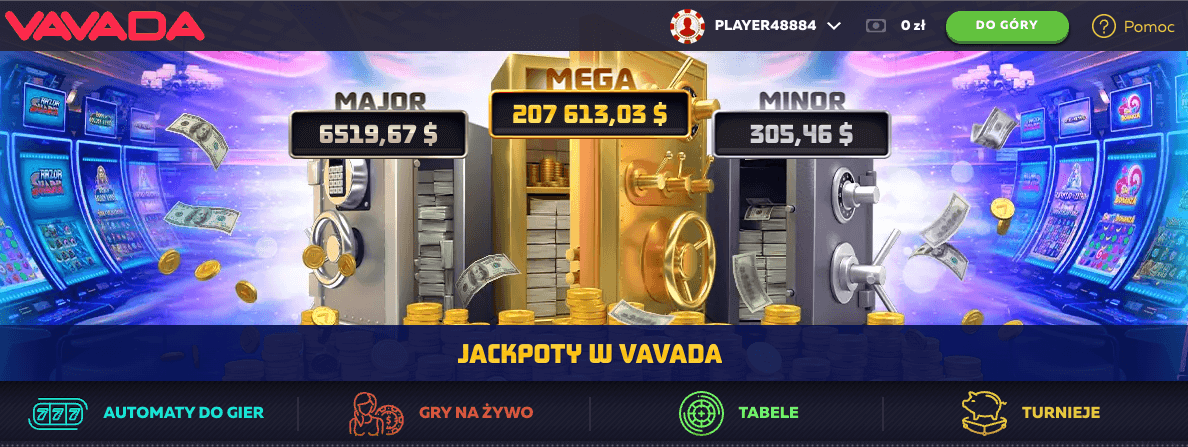 VAVADA
PLAYER48884
0 zł
DO GÓRY
Pomoc
MAJOR
6519,67 $
MEGA
207 613,03 $
MINOR
305,46 $
JACKPOTY W VAVADA
777
AUTOMATY DO GIER
GRY NA ŻYWO
TABELE
TURNIEJE